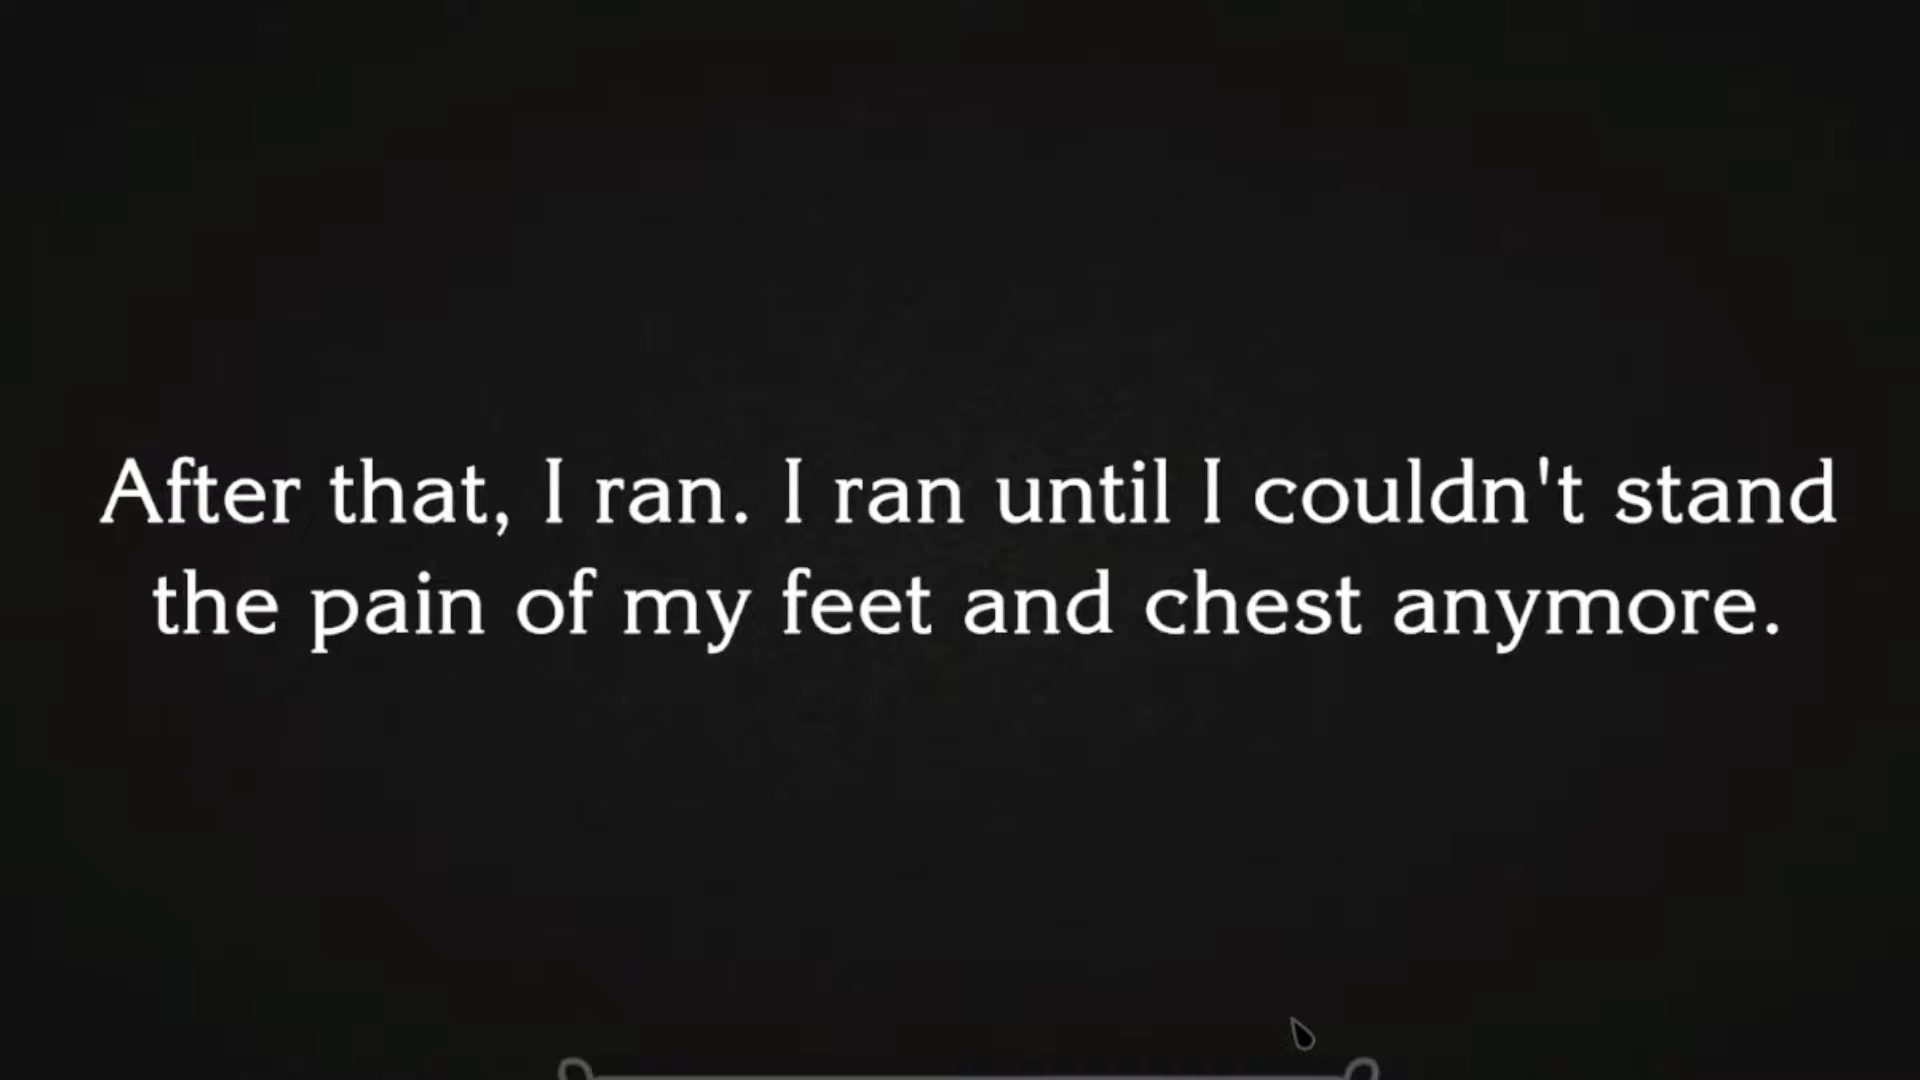 After that, I ran. I ran until I couldn't stand
the pain of my feet and chest anymore.